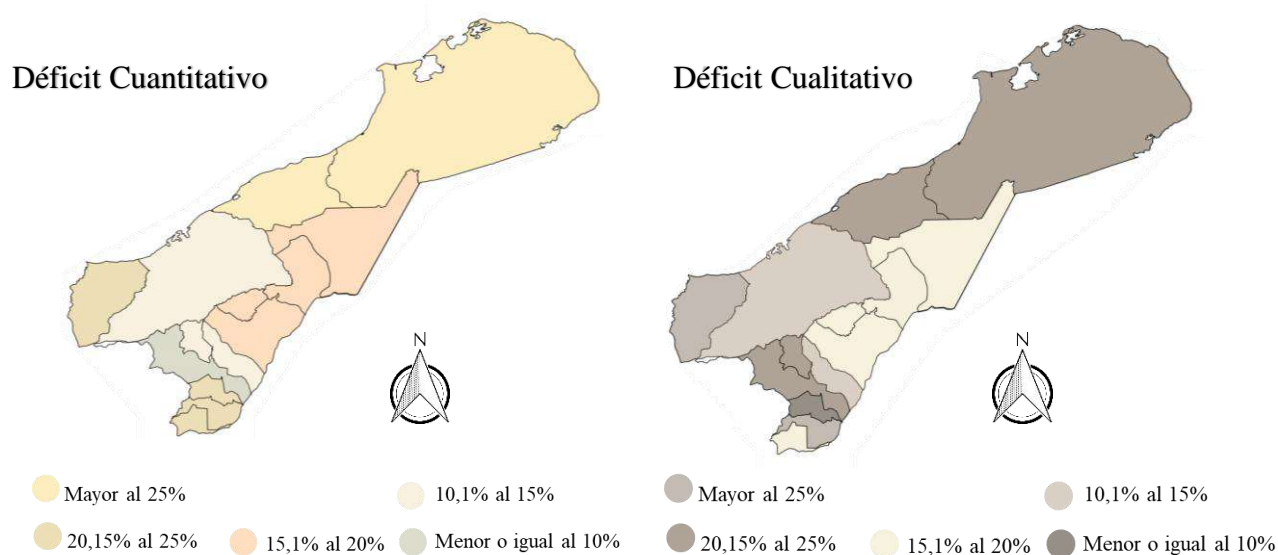 Déficit Cuantitativo
N
Mayor al 25%
10,1% al 15%
20,15% al 25%
15,1% al 20%
Menor o igual al 10%
Déficit Cualitativo
N
Mayor al 25%
10,1% al 15%
20,15% al 25%
15,1% al 20%
Menor o igual al 10%